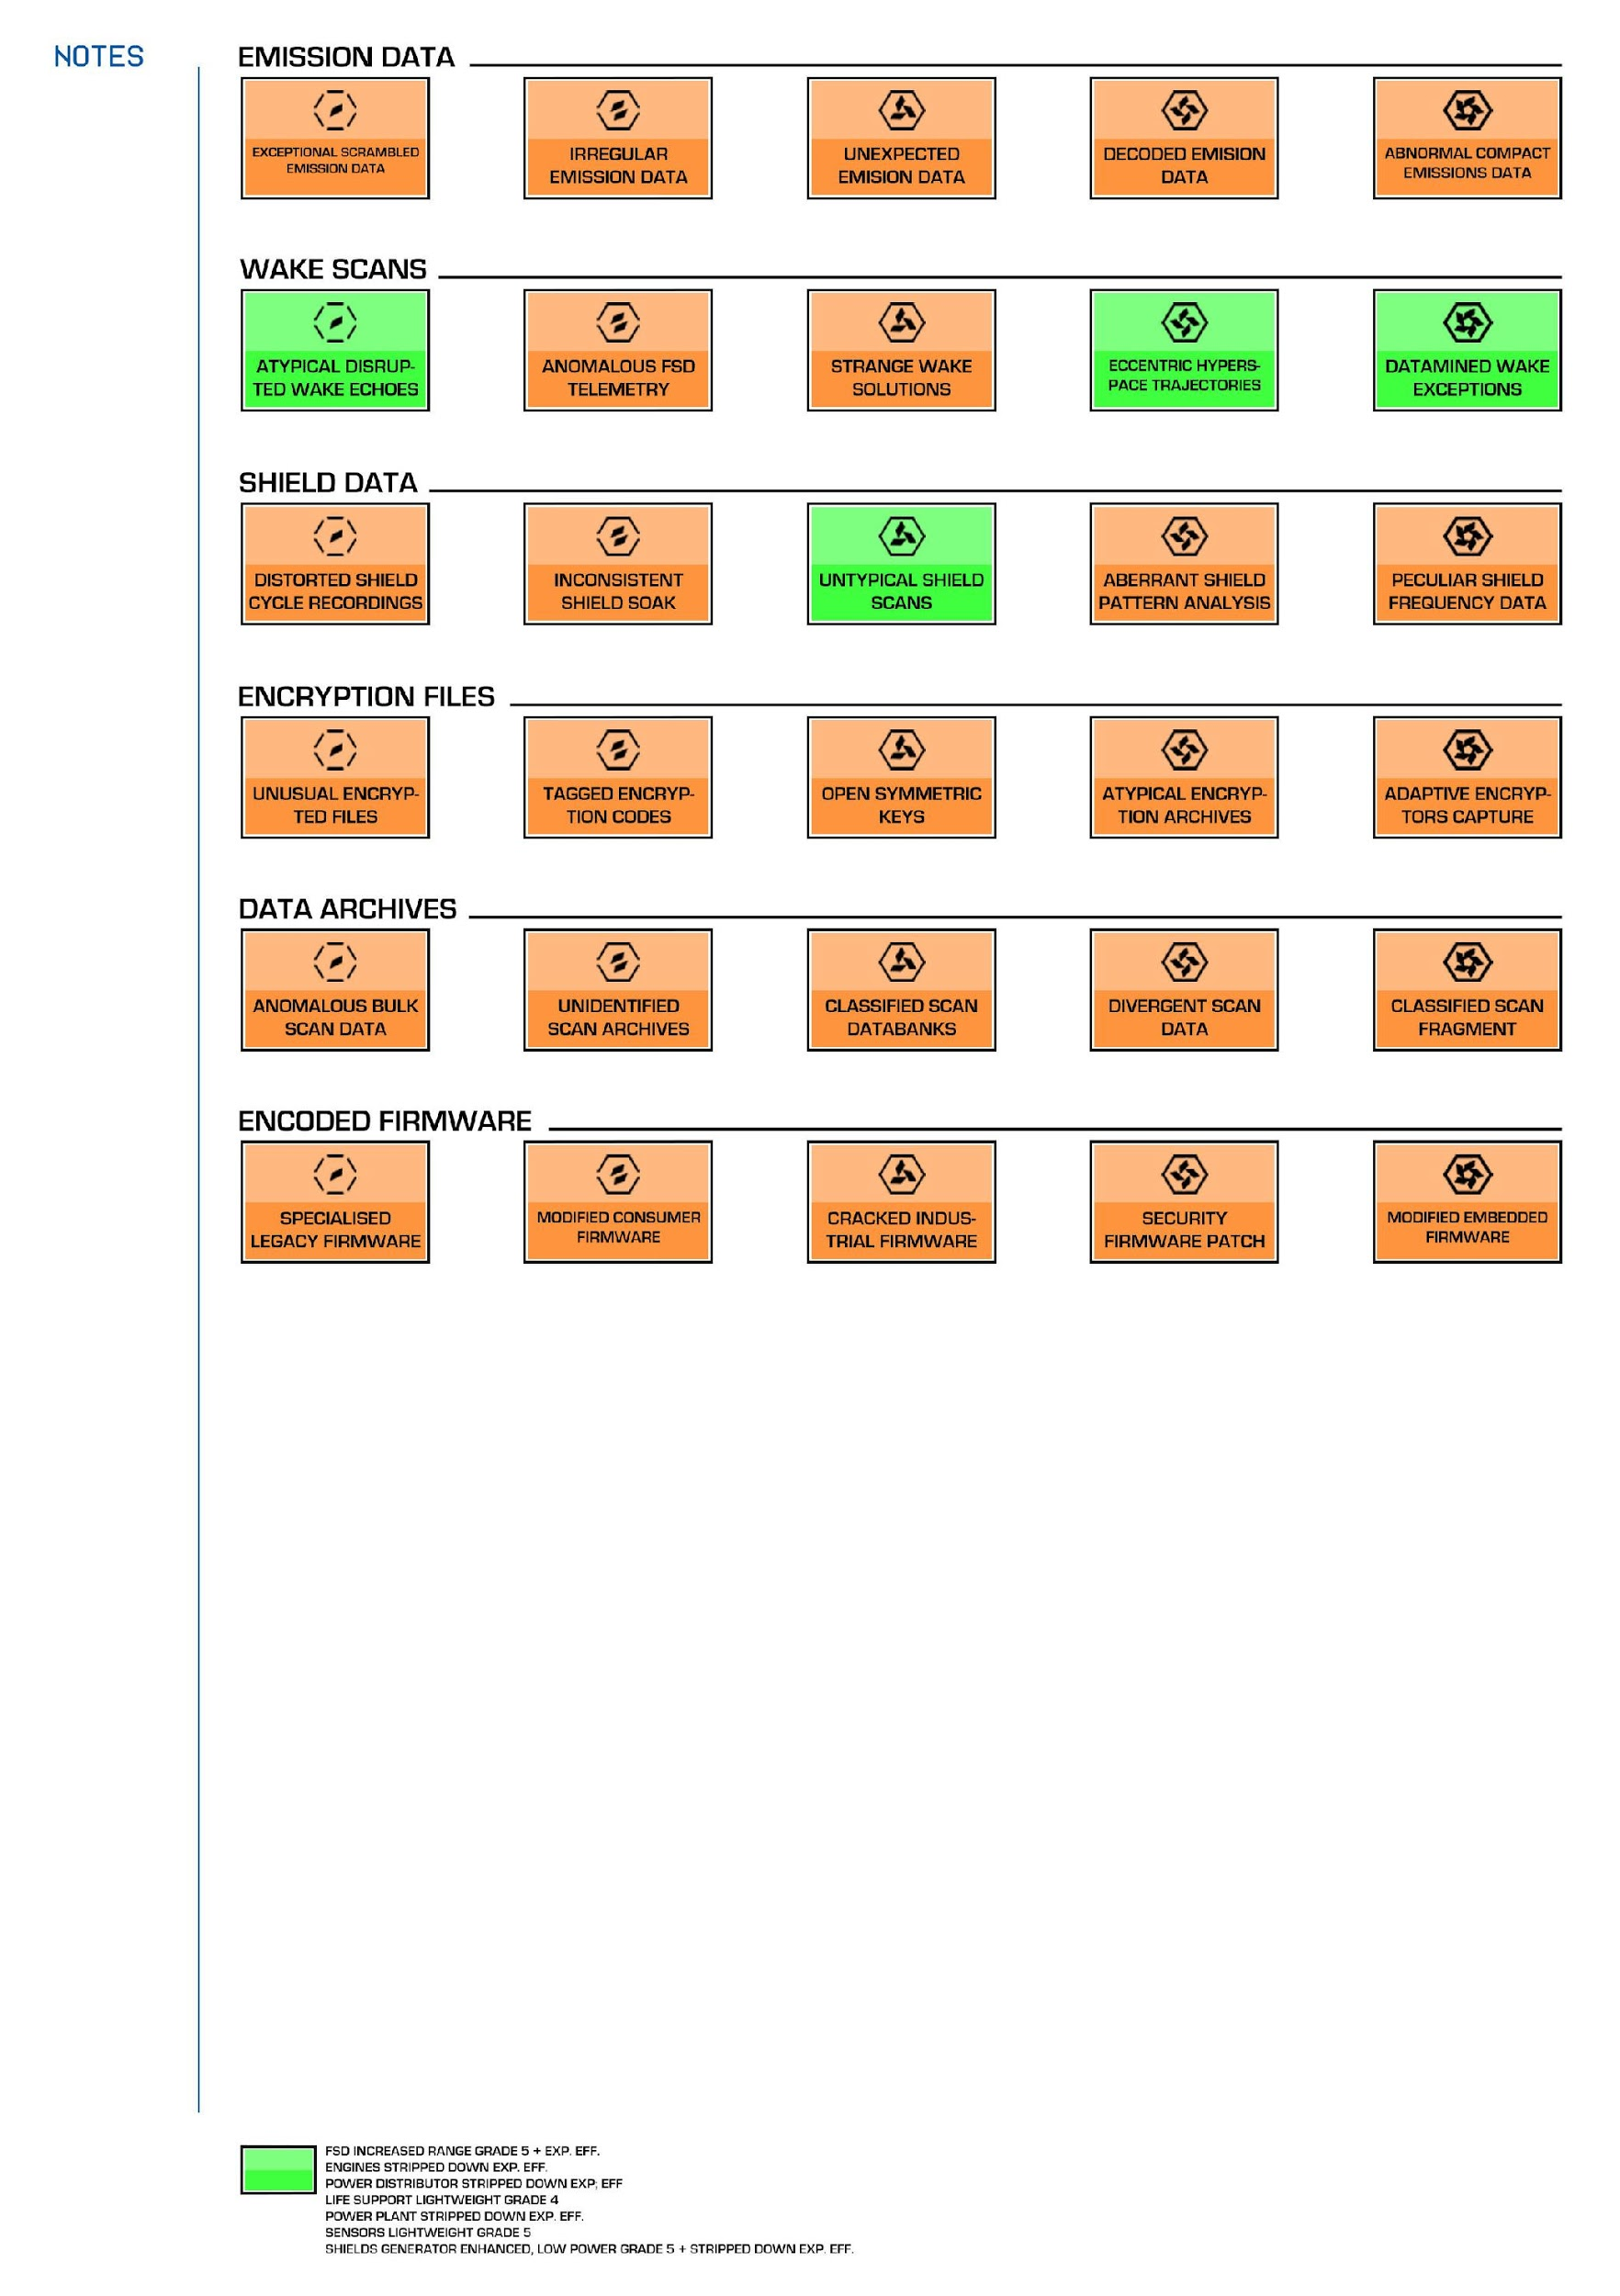 NOTES
EMISSION DATA
EXCEPTIONAL SCRAMBLED
EMISSION DATA
IRREGULAR
EMISSION DATA
UNEXPECTED
EMISION DATA
DECODED EMISION
DATA
ABNORMAL COMPACT
EMISSIONS DATA
WAKE SCANS
ATYPICAL DISRUP-
TED WAKE ECHOES
ANOMALOUS FSD
TELEMETRY
STRANGE WAKE
SOLUTIONS
ECCENTRIC HYPERS-
PACE TRAJECTORIES
DATAMINED WAKE
EXCEPTIONS
SHIELD DATA
DISTORTED SHIELD
CYCLE RECORDINGS
INCONSISTENT
SHIELD SOAK
UNTYPICAL SHIELD
SCANS
ABERRANT SHIELD
PATTERN ANALYSIS
PECULIAR SHIELD
FREQUENCY DATA
ENCRYPTION FILES
UNUSUAL ENCRYP-
TED FILES
TAGGED ENCRYP-
TION CODES
OPEN SYMMETRIC
KEYS
ATYPICAL ENCRYP-
TION ARCHIVES
ADAPTIVE ENCRYP-
TORS CAPTURE
DATA ARCHIVES
ANOMALOUS BULK
SCAN DATA
UNIDENTIFIED
SCAN ARCHIVES
CLASSIFIED SCAN
DATABANKS
DIVERGENT SCAN
DATA
CLASSIFIED SCAN
FRAGMENT
ENCODED FIRMWARE
SPECIALISED
LEGACY FIRMWARE
MODIFIED CONSUMER
FIRMWARE
CRACKED INDUS-
TRIAL FIRMWARE
SECURITY
FIRMWARE PATCH
MODIFIED EMBEDDED
FIRMWARE
FSD INCREASED RANGE GRADE 5 + EXP. EFF.
ENGINES STRIPPED DOWN EXP. EFF.
POWER DISTRIBUTOR STRIPPED DOWN EXP; EFF
LIFE SUPPORT LIGHTWEIGHT GRADE 4
POWER PLANT STRIPPED DOWN EXP. EFF.
SENSORS LIGHTWEIGHT GRADE 5
SHIELDS GENERATOR ENHANCED, LOW POWER GRADE 5 + STRIPPED DOWN EXP. EFF.